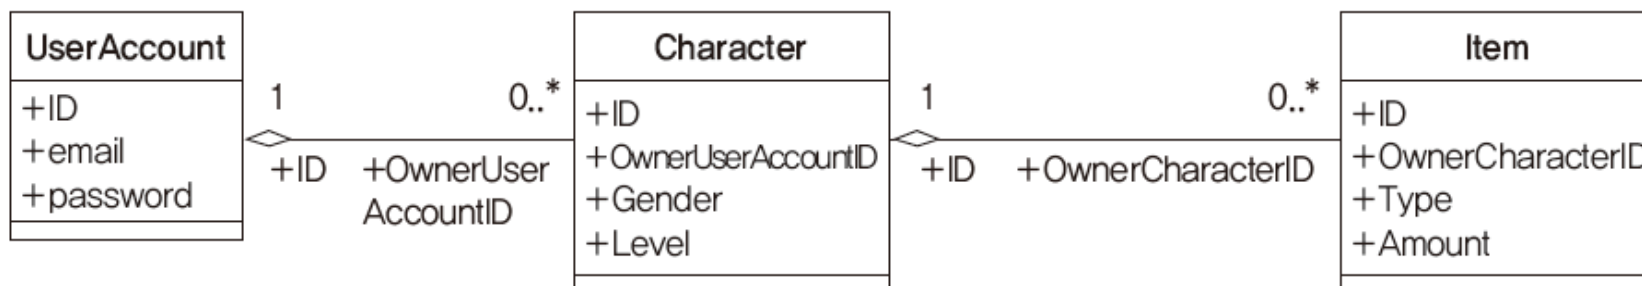 UserAccount
+ID
+email
+password
1
0..*
+ID
+OwnerUser
AccountID
Character
+ID
+OwnerUserAccountID
+Gender
+Level
1
0..*
+ID
+OwnerCharacterID
Item
+ID
+OwnerCharacterID
+Type
+Amount